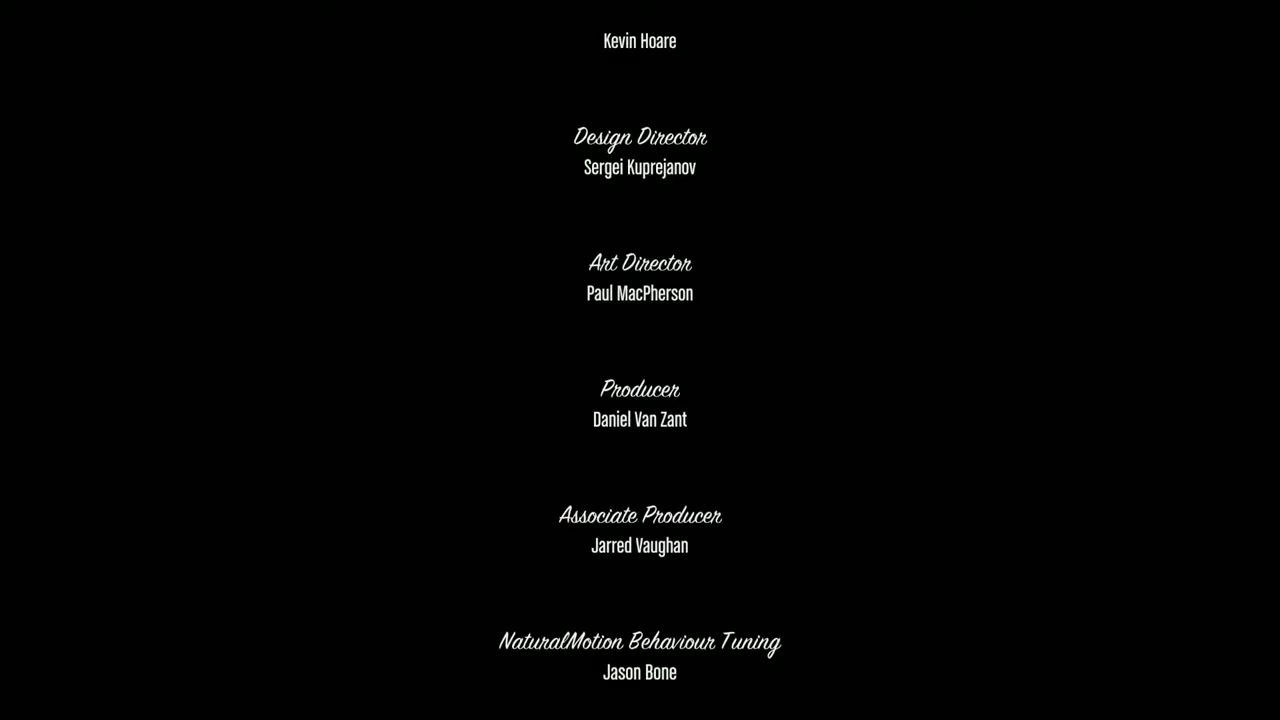 Kevin Hoare
Design Director
Sergei Kuprejanov
Art Director
Paul MacPherson
Producer
Daniel Van Zant
Associate Producer
Jarred Vaughan
NaturalMotion Behaviour Tuning
Jason Bone